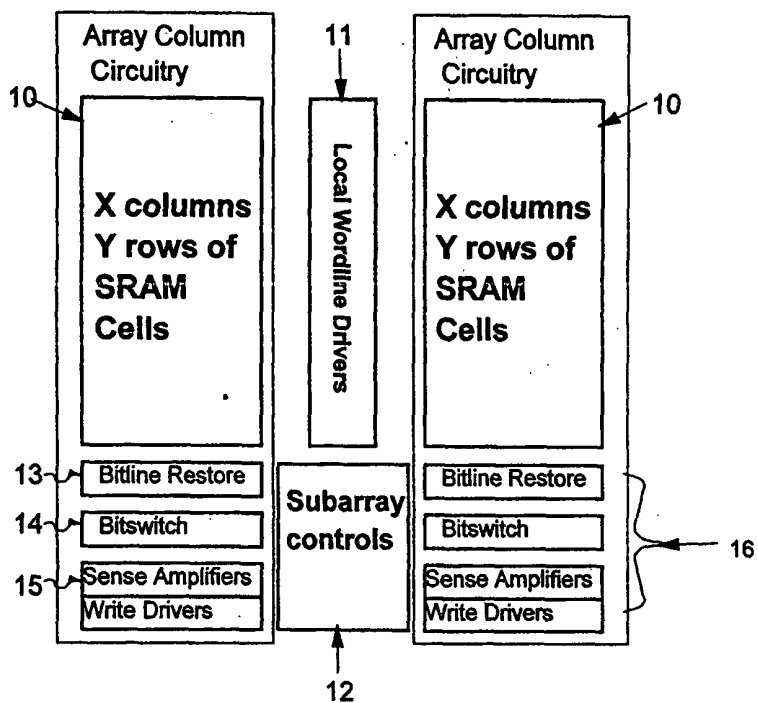 Array Column
Circuitry
10
X columns
Y rows of
SRAM
Cells
13
Bitline Restore
14
Bitswitch
15
Sense Amplifiers
Write Drivers
11
Local Wordline Drivers
Subarray
controls
12
Array Column
Circuitry
10
X columns
Y rows of
SRAM
Cells
Bitline Restore
Bitswitch
Sense Amplifiers
Write Drivers
16